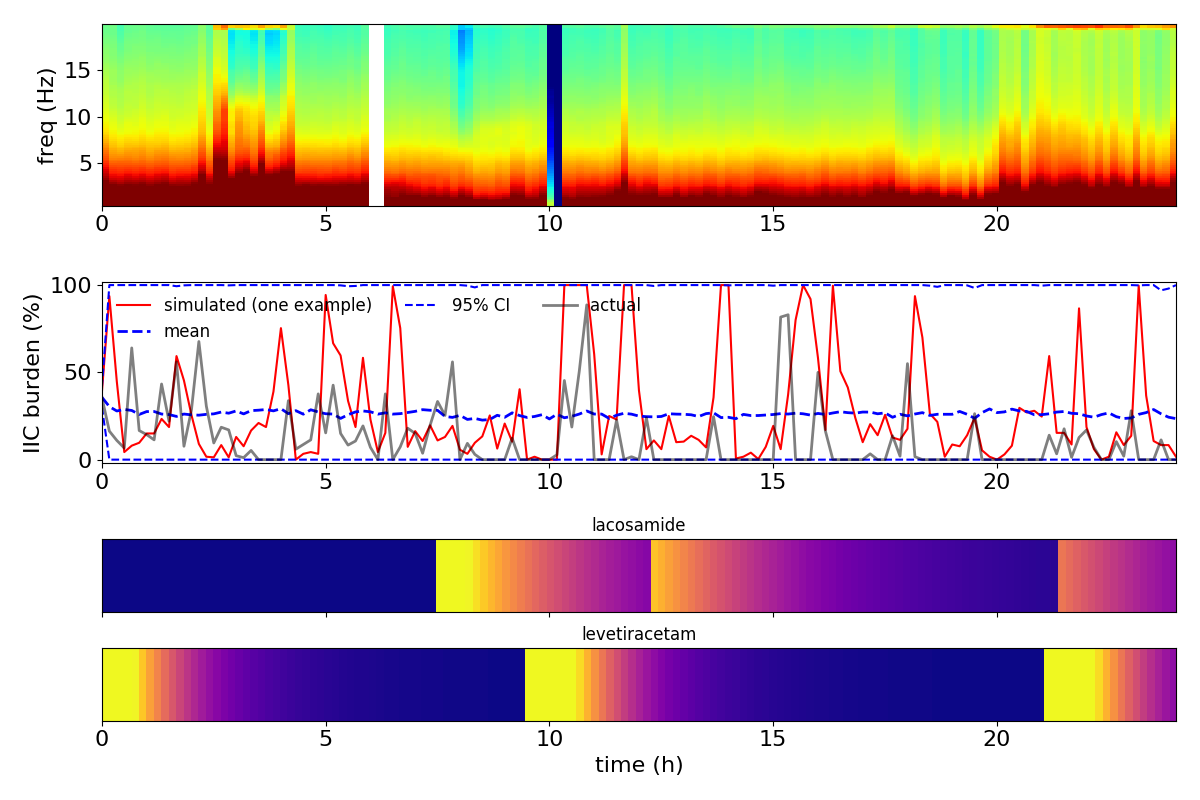 freq (Hz)
15
10
5
0 5 10 15 20
IIC burden (%)
100
50
0
simulated (one example) 95% CI actual
mean
0 5 10 15 20
lacosamide
levetiracetam
0 5 10 15 20
time (h)